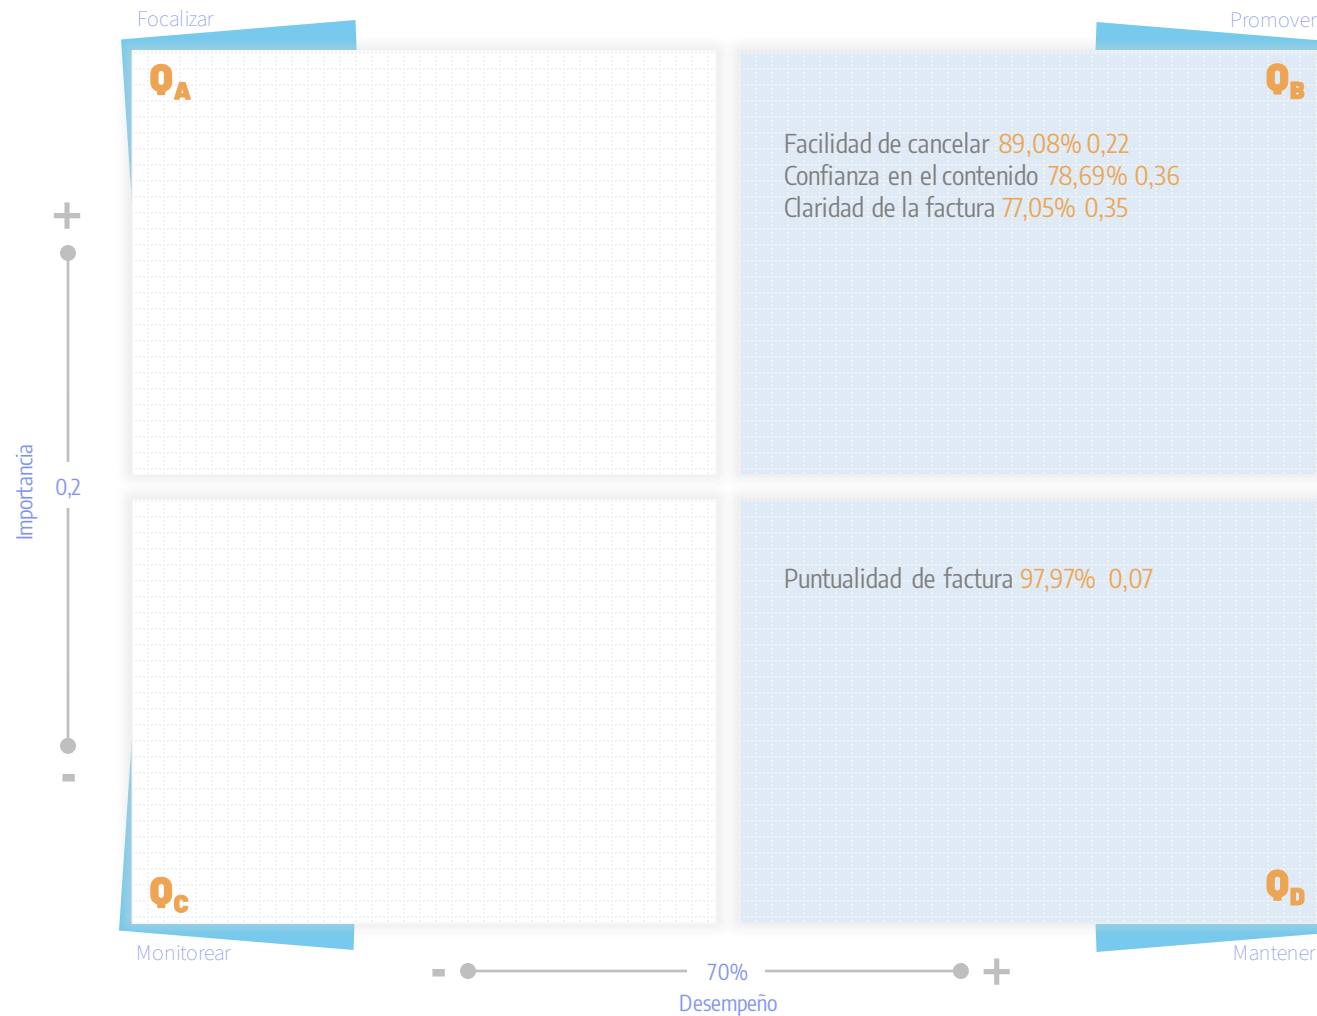 Focalizar
Promover
QA
QB
Facilidad de cancelar 89,08% 0,22
Confianza en el contenido 78,69% 0,36
Claridad de la factura 77,05% 0,35
+
Importancia
0,2
-
Puntualidad de factura 97,97% 0,07
QC
QD
Monitorear
Mantener
- 70% +
Desempeño